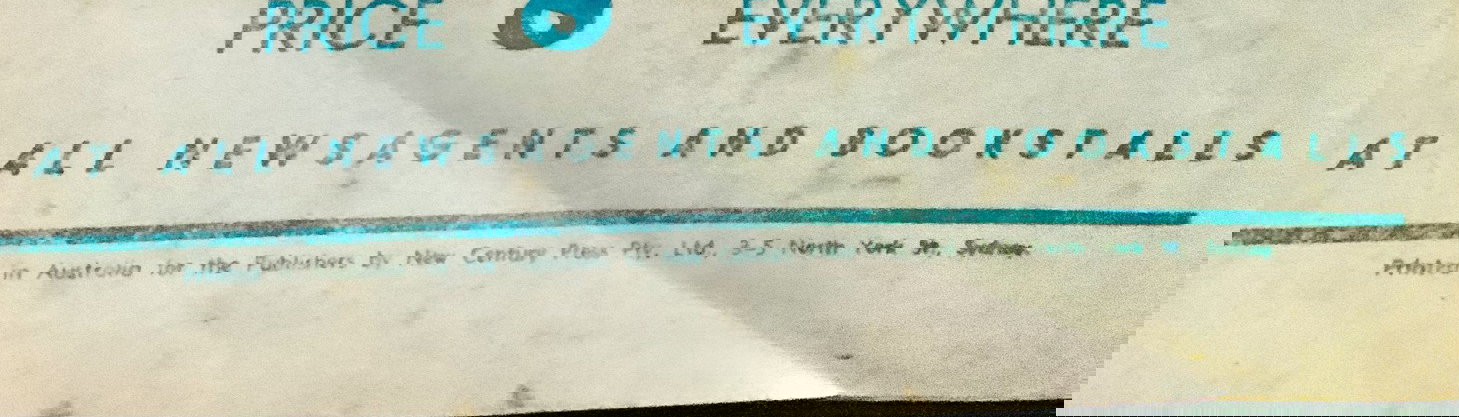 PRICE EVERYWHERE
ALL NEWSAGENTS AND BOOKSTALLS AT
in Australia for the Publishers by New Century Press Pty. Ltd., 3-5 North York St., Sydney. Printed